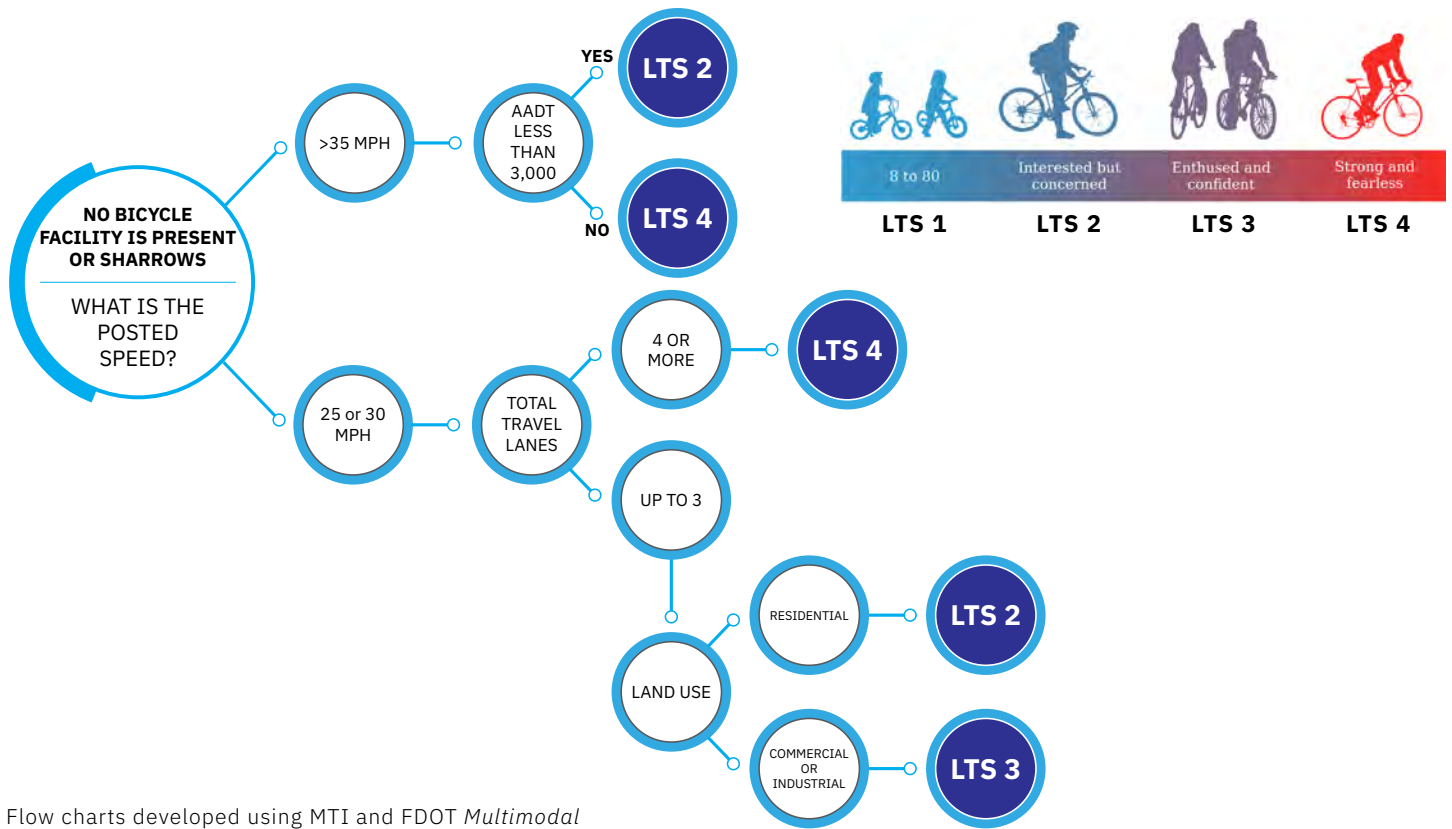 NO BICYCLE
FACILITY IS PRESENT
OR SHARROWS
WHAT IS THE
POSTED
SPEED?
>35 MPH
AADT
LESS
THAN
3,000
YES
LTS 2
NO
LTS 4
25 or 30
MPH
TOTAL
TRAVEL
LANES
4 OR
MORE
LTS 4
UP TO 3
LAND USE
RESIDENTIAL
LTS 2
COMMERCIAL
OR
INDUSTRIAL
LTS 3
8 to 80
Interested but
concerned
Enthused and
confident
Strong and
fearless
LTS 1
LTS 2
LTS 3
LTS 4
Flow charts developed using MTI and FDOT Multimodal